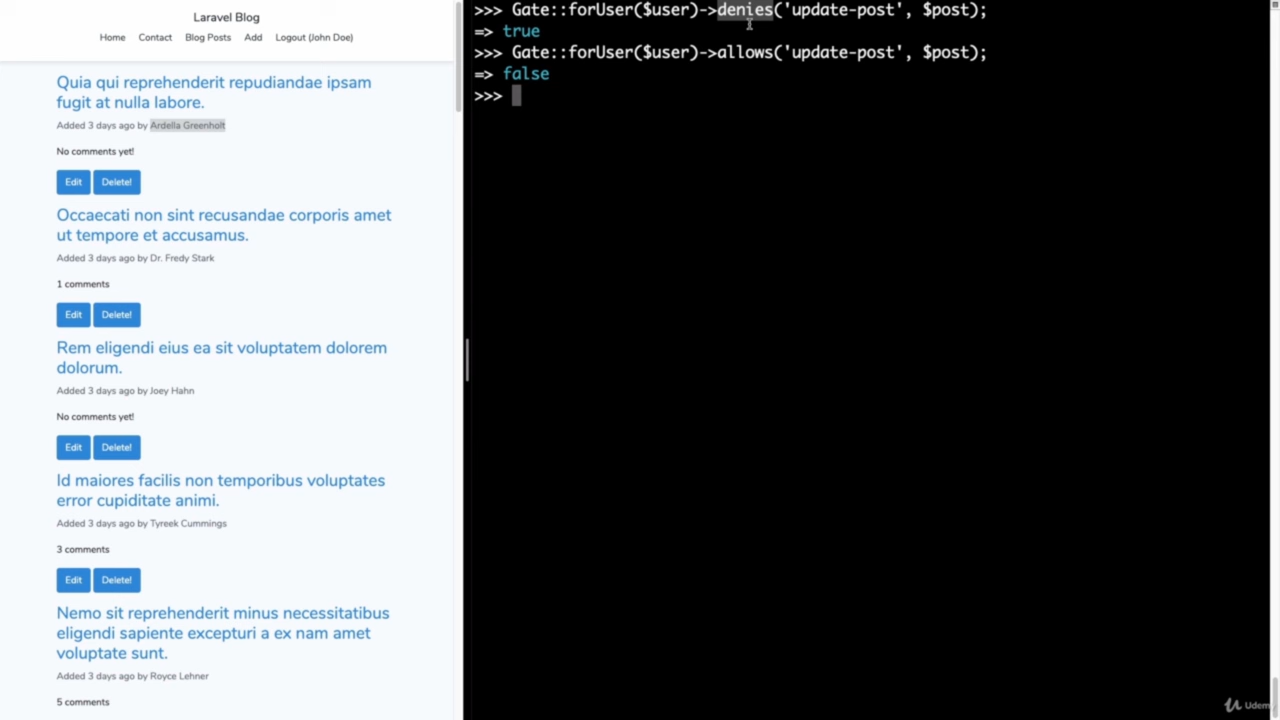 Laravel Blog
Home Contact Blog Posts Add Logout (John Doe)
Quia qui reprehenderit repudiandae ipsam
fugit at nulla labore.
Added 3 days ago by Ardella Greenholt
No comments yet!
Edit Delete!
Occaecati non sint recusandae corporis amet
ut tempore et accusamus.
Added 3 days ago by Dr. Fredy Stark
1 comments
Edit Delete!
Rem eligendi eius ea sit voluptatem dolorem
dolorum.
Added 3 days ago by Joey Hahn
No comments yet!
Edit Delete!
Id maiores facilis non temporibus voluptates
error cupiditate animi.
Added 3 days ago by Tyreek Cummings
3 comments
Edit Delete!
Nemo sit reprehenderit minus necessitatibus
eligendi sapiente excepturi a ex nam amet
voluptate sunt.
Added 3 days ago by Royce Lehner
5 comments
>>> Gate::forUser($user)->denies('update-post', $post);
=> true
>>> Gate::forUser($user)->allows('update-post', $post);
=> false
>>>
Udemy